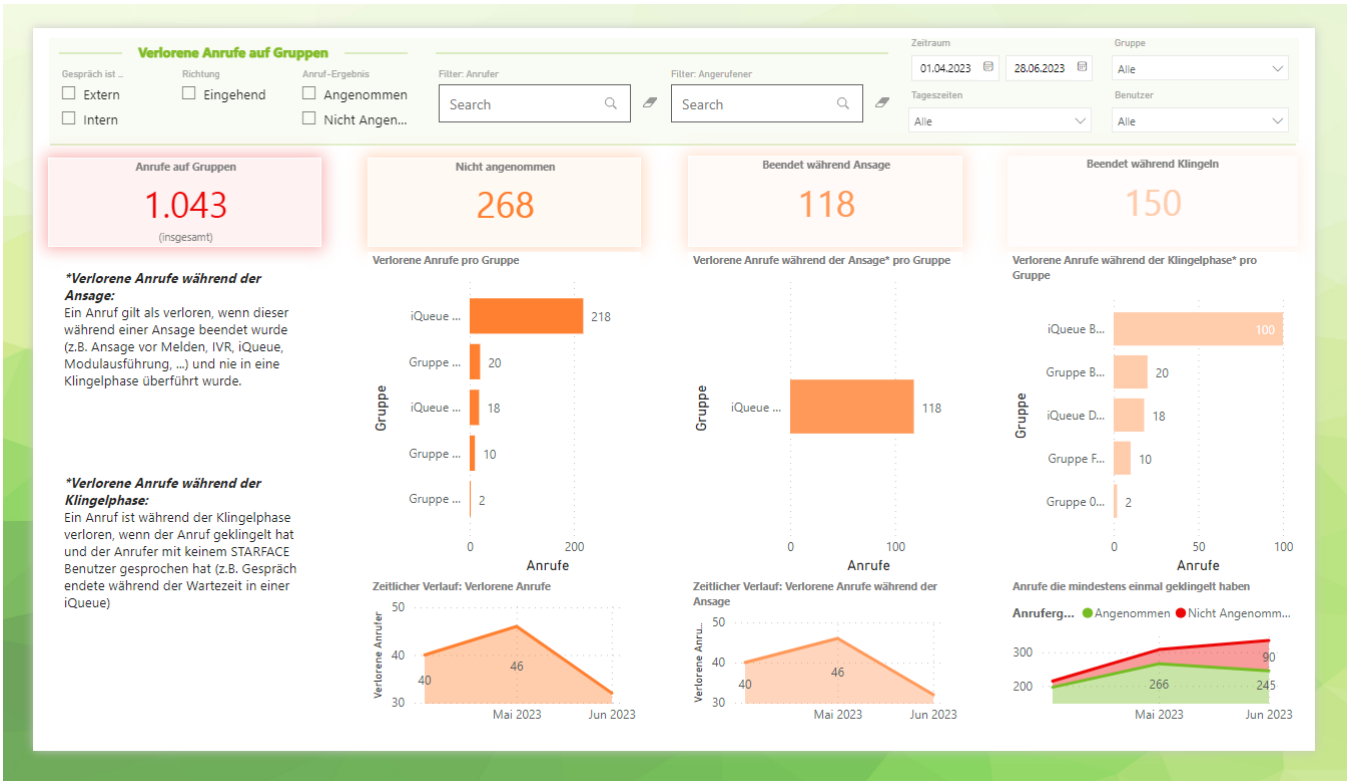 Verlorene Anrufe auf Gruppen
Gespräch ist ...
Extern
Intern
Richtung
Eingehend
Anruf-Ergebnis
Angenommen
Nicht Angen...
Filter: Anrufer
Search
Filter: Angerufener
Search
Zeitraum
01.04.2023
28.06.2023
Gruppe
Alle
Tageszeiten
Alle
Benutzer
Alle
Anrufe auf Gruppen
1.043
(insgesamt)
Nicht angenommen
268
Beendet während Ansage
118
Beendet während Klingeln
150
*Verlorene Anrufe während der
Ansage:
Ein Anruf gilt als verloren, wenn dieser
während einer Ansage beendet wurde
(z.B. Ansage vor Melden, IVR, iQueue,
Modulausführung, ...) und nie in eine
Klingelphase überführt wurde.
*Verlorene Anrufe während der
Klingelphase:
Ein Anruf ist während der Klingelphase
verloren, wenn der Anruf geklingelt hat
und der Anrufer mit keinem STARFACE
Benutzer gesprochen hat (z.B. Gespräch
endete während der Wartezeit in einer
iQueue)
Verlorene Anrufe pro Gruppe
Gruppe
iQueue ... 218
Gruppe ... 20
iQueue ... 18
Gruppe ... 10
Gruppe ... 2
0 200
Anrufe
Verlorene Anrufe während der Ansage* pro Gruppe
Gruppe
iQueue ... 118
0 100
Anrufe
Verlorene Anrufe während der Klingelphase* pro
Gruppe
Gruppe
iQueue B... 100
Gruppe B... 20
iQueue D... 18
Gruppe F... 10
Gruppe 0... 2
0 50 100
Anrufe
Zeitlicher Verlauf: Verlorene Anrufe
Verlorene Anrufer
50
40
30
40
46
Mai 2023 Jun 2023
Zeitlicher Verlauf: Verlorene Anrufe während der
Ansage
Verlorene Anru...
50
40
30
40
46
Mai 2023 Jun 2023
Anrufe die mindestens einmal geklingelt haben
Anruferg... Angenommen Nicht Angenomm...
300
200
90
266
245
Mai 2023 Jun 2023